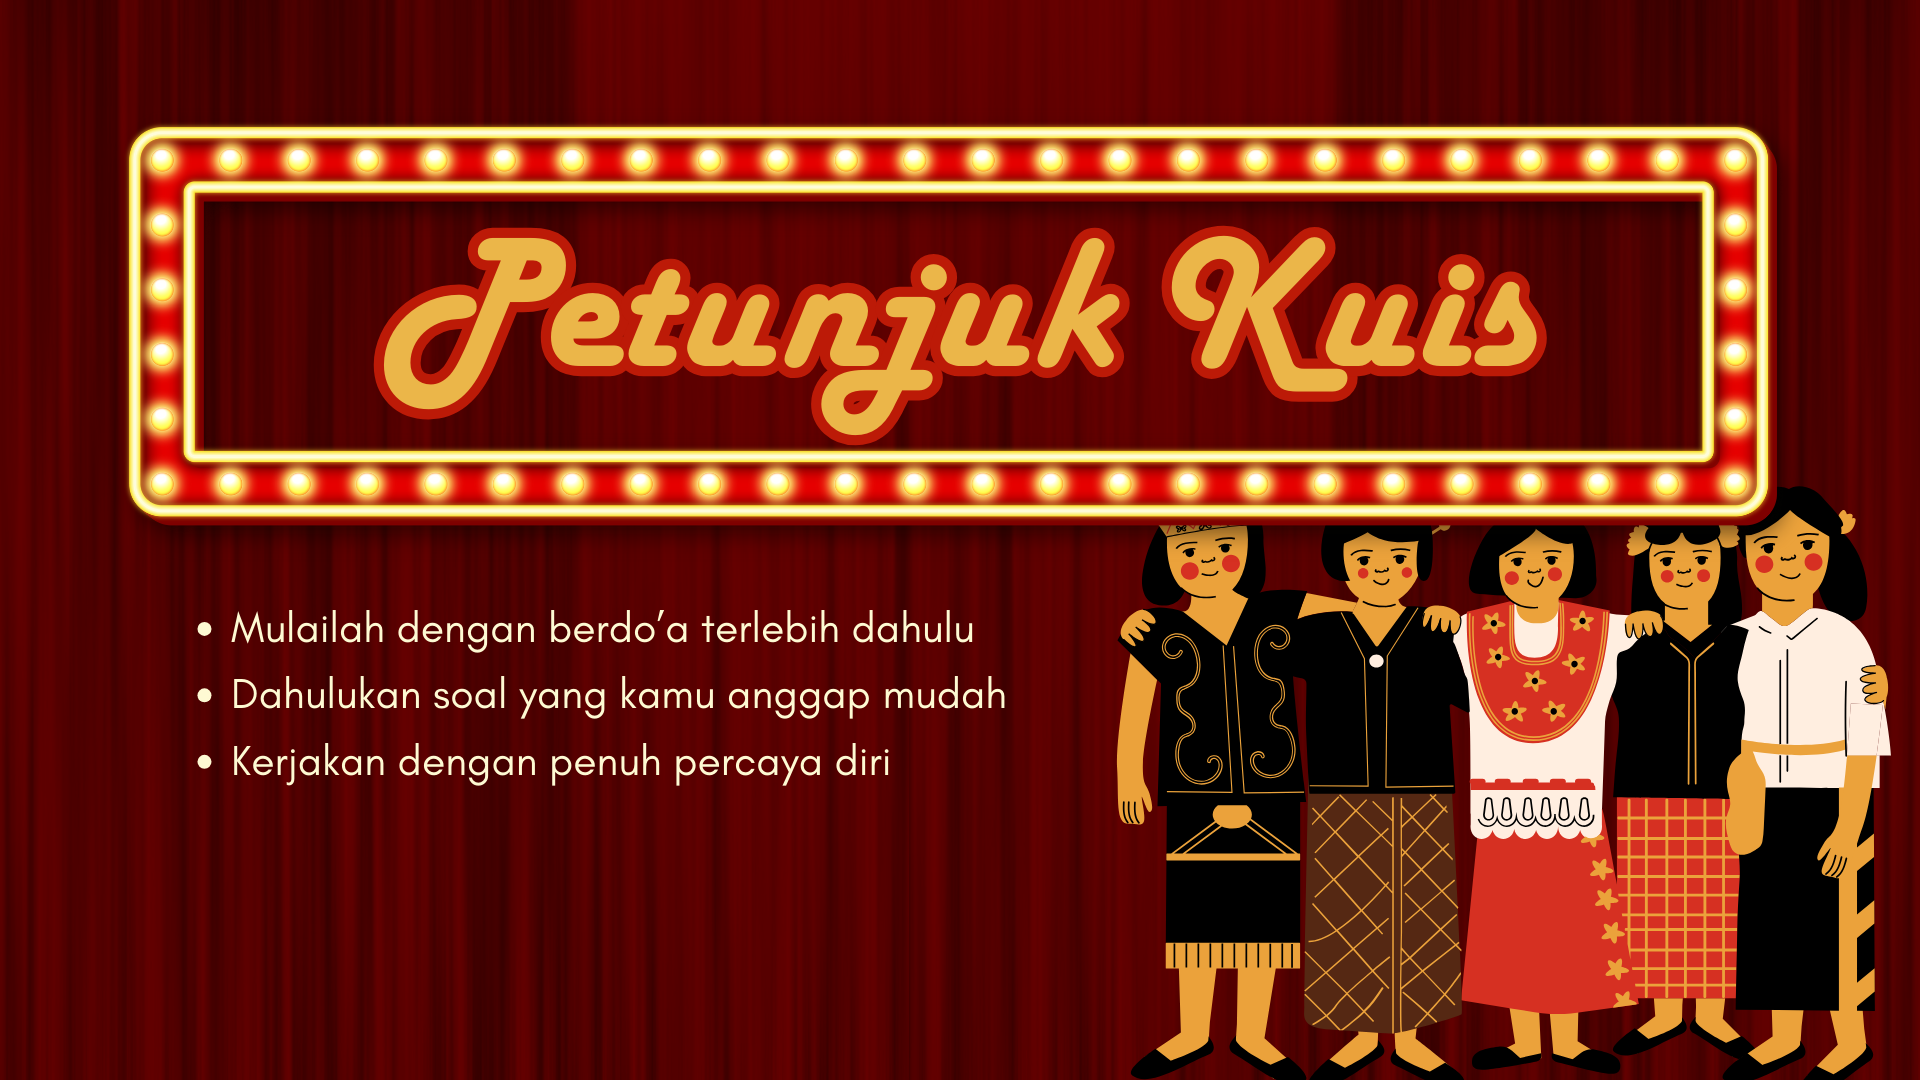 Petunjuk Kuis
• Mulailah dengan berdo’a terlebih dahulu
• Dahulukan soal yang kamu anggap mudah
• Kerjakan dengan penuh percaya diri